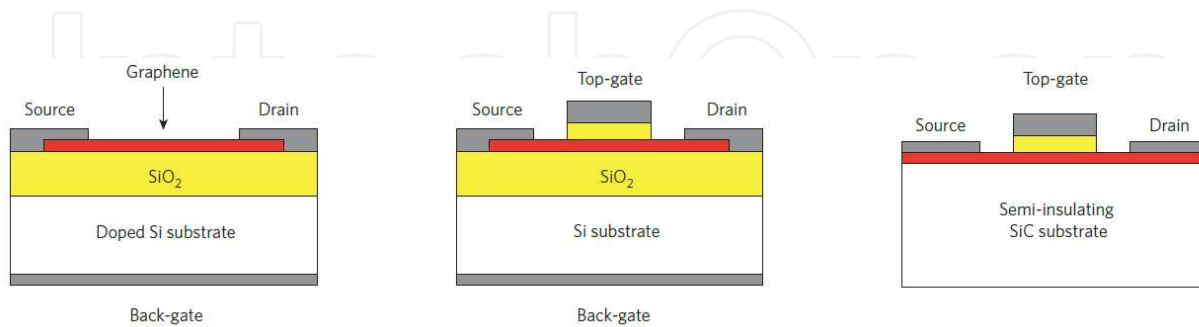 Graphene
Source
Drain
SiO2
Doped Si substrate
Back-gate
Top-gate
Source
Drain
SiO2
Si substrate
Back-gate
Top-gate
Source
Drain
Semi-insulating
SiC substrate